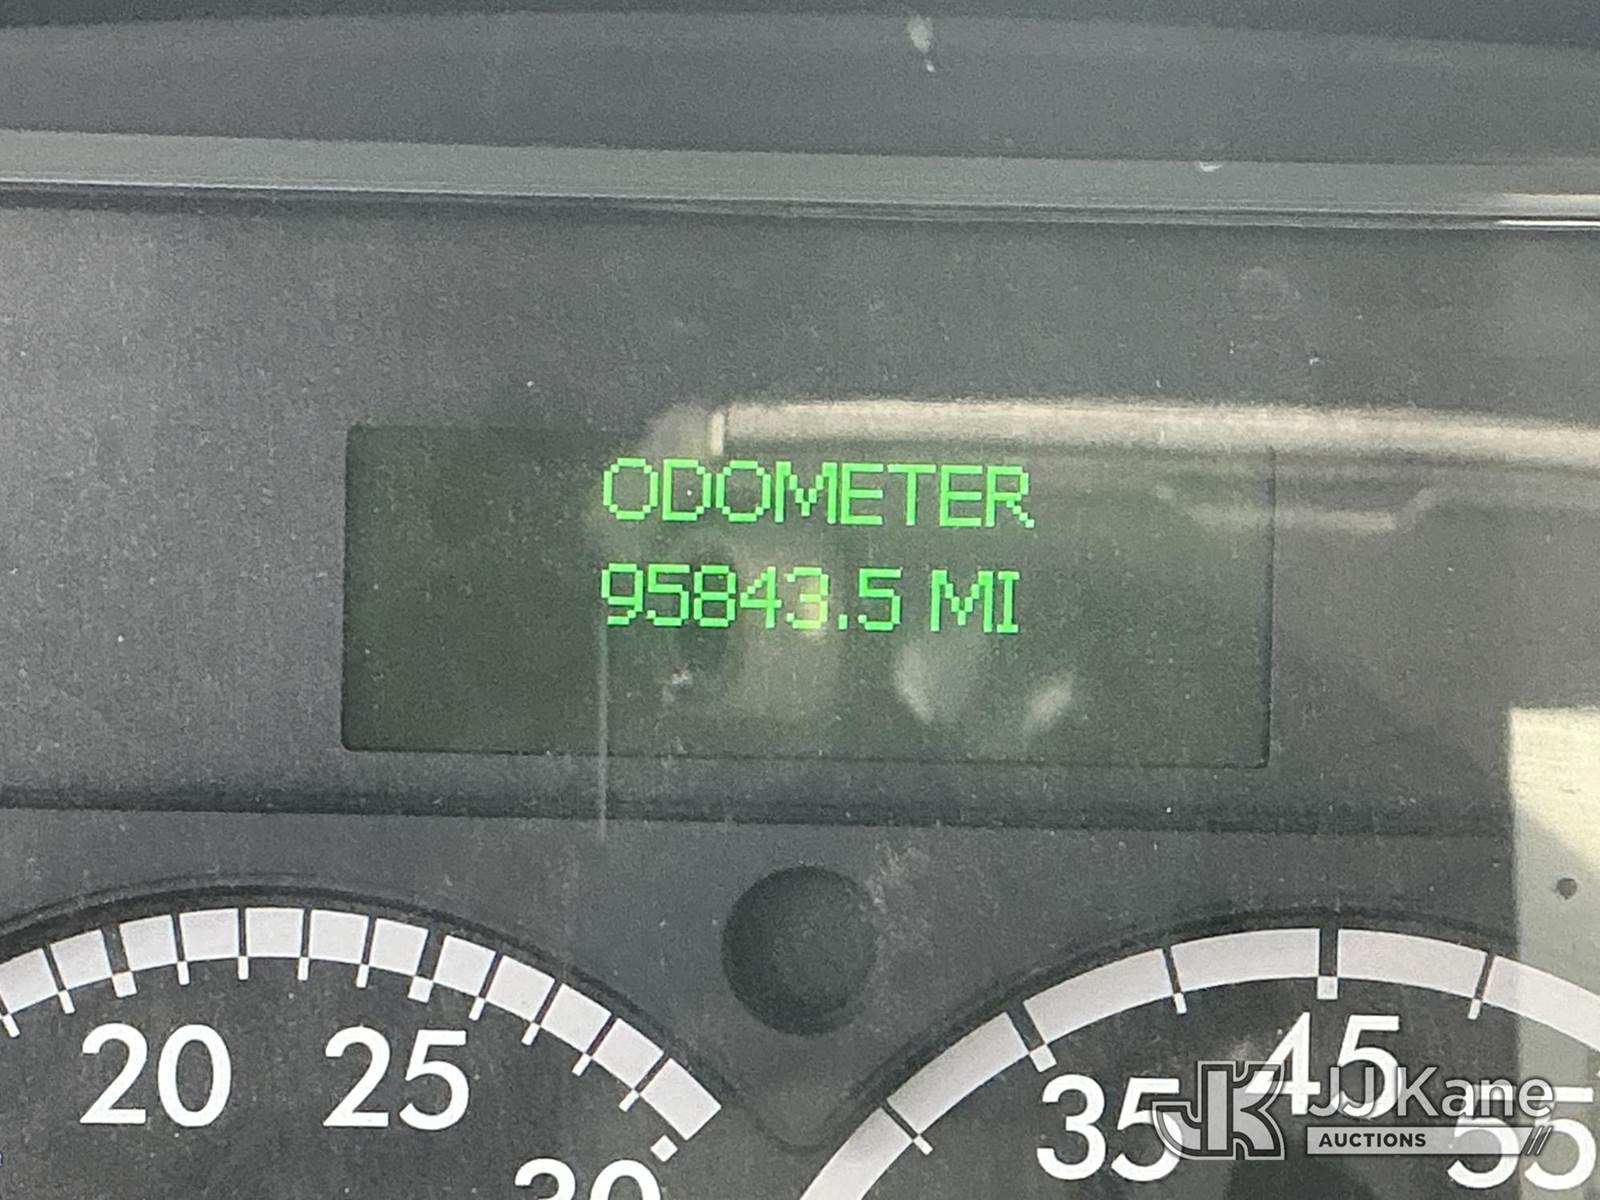 ODOMETER
95843.5 MI
20 25 30
35 45 55
JJ Kane
AUCTIONS